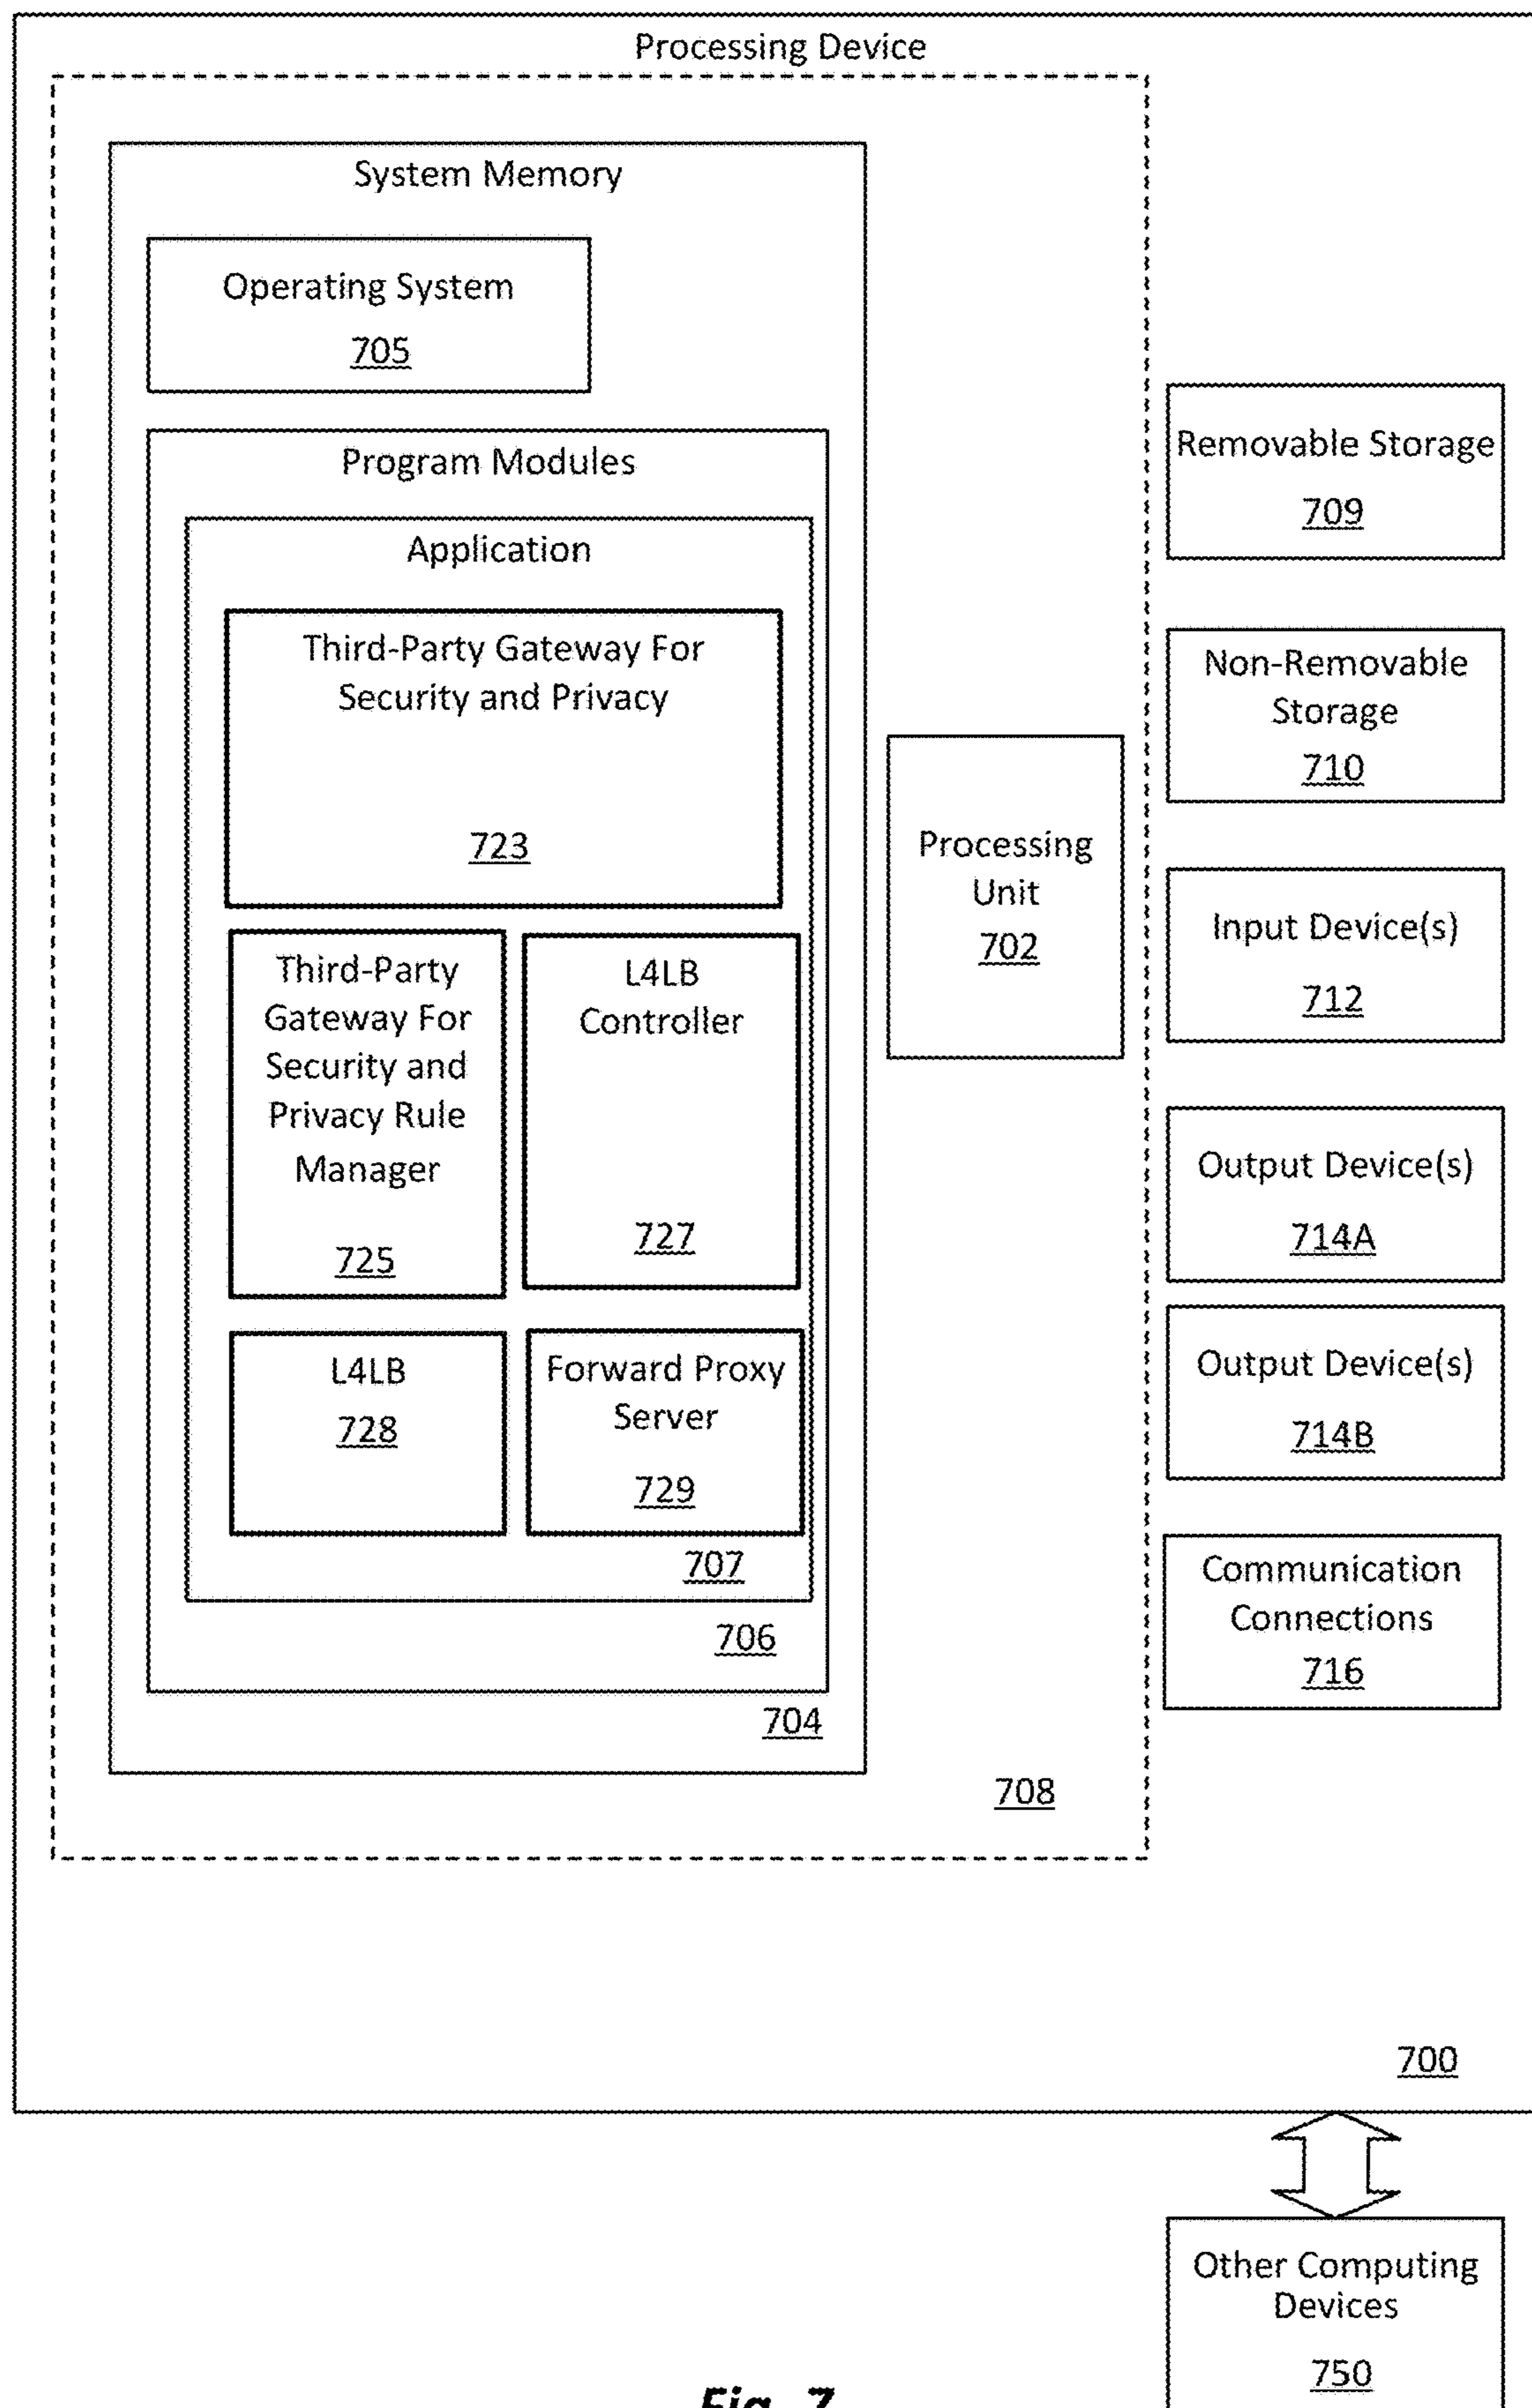 Processing Device
System Memory
Operating System
705
Program Modules
Application
Third-Party Gateway For
Security and Privacy
723
Third-Party
Gateway For
Security and
Privacy Rule
Manager
725
L4LB
Controller
727
L4LB
728
Forward Proxy
Server
729
707
706
704
Processing
Unit
702
708
Removable Storage
709
Non-Removable
Storage
710
Input Device(s)
712
Output Device(s)
714A
Output Device(s)
714B
Communication
Connections
716
700
Other Computing
Devices
750
Fig. 7